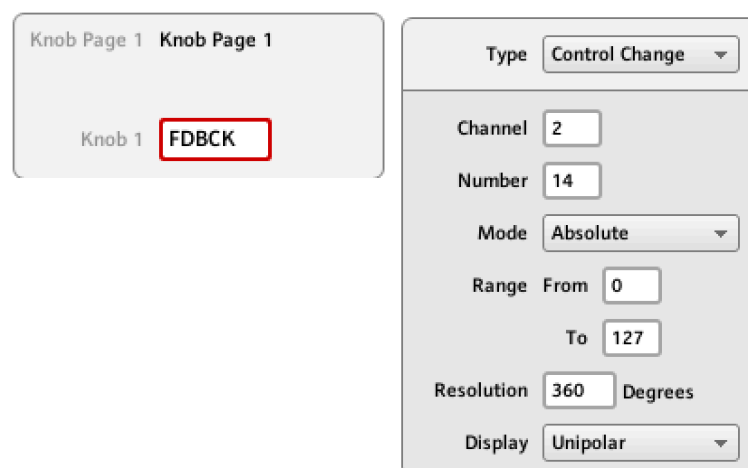 Knob Page 1 Knob Page 1
Knob 1 FDBCK
Type Control Change
Channel 2
Number 14
Mode Absolute
Range From 0
To 127
Resolution 360 Degrees
Display Unipolar